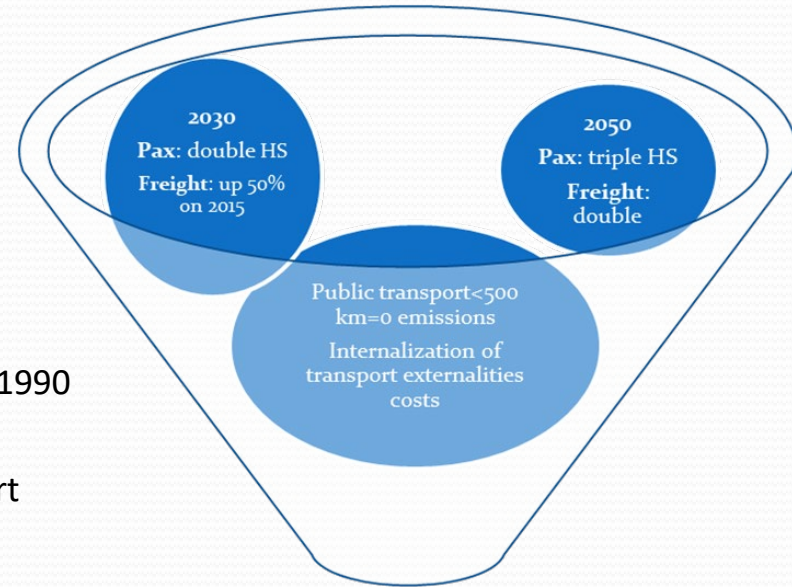 2030
Pax: double HS
Freight: up 50%
on 2015
2050
Pax: triple HS
Freight:
double
Public transport<500
km=0 emissions
Internalization of
transport externalities
costs
1990